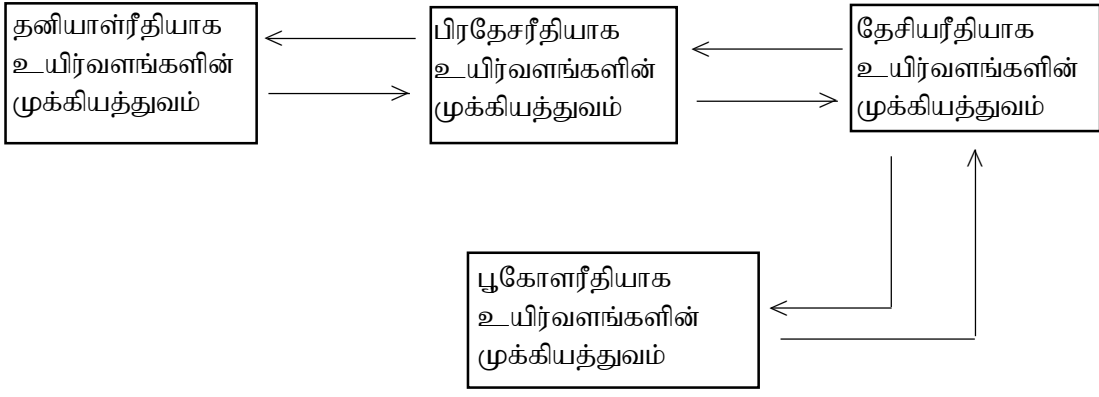 தனியாள்ரீதியாக
உயிர்வளங்களின்
முக்கியத்துவம்
பிரதேசரீதியாக
உயிர்வளங்களின்
முக்கியத்துவம்
தேசியரீதியாக
உயிர்வளங்களின்
முக்கியத்துவம்
பூகோளரீதியாக
உயிர்வளங்களின்
முக்கியத்துவம்